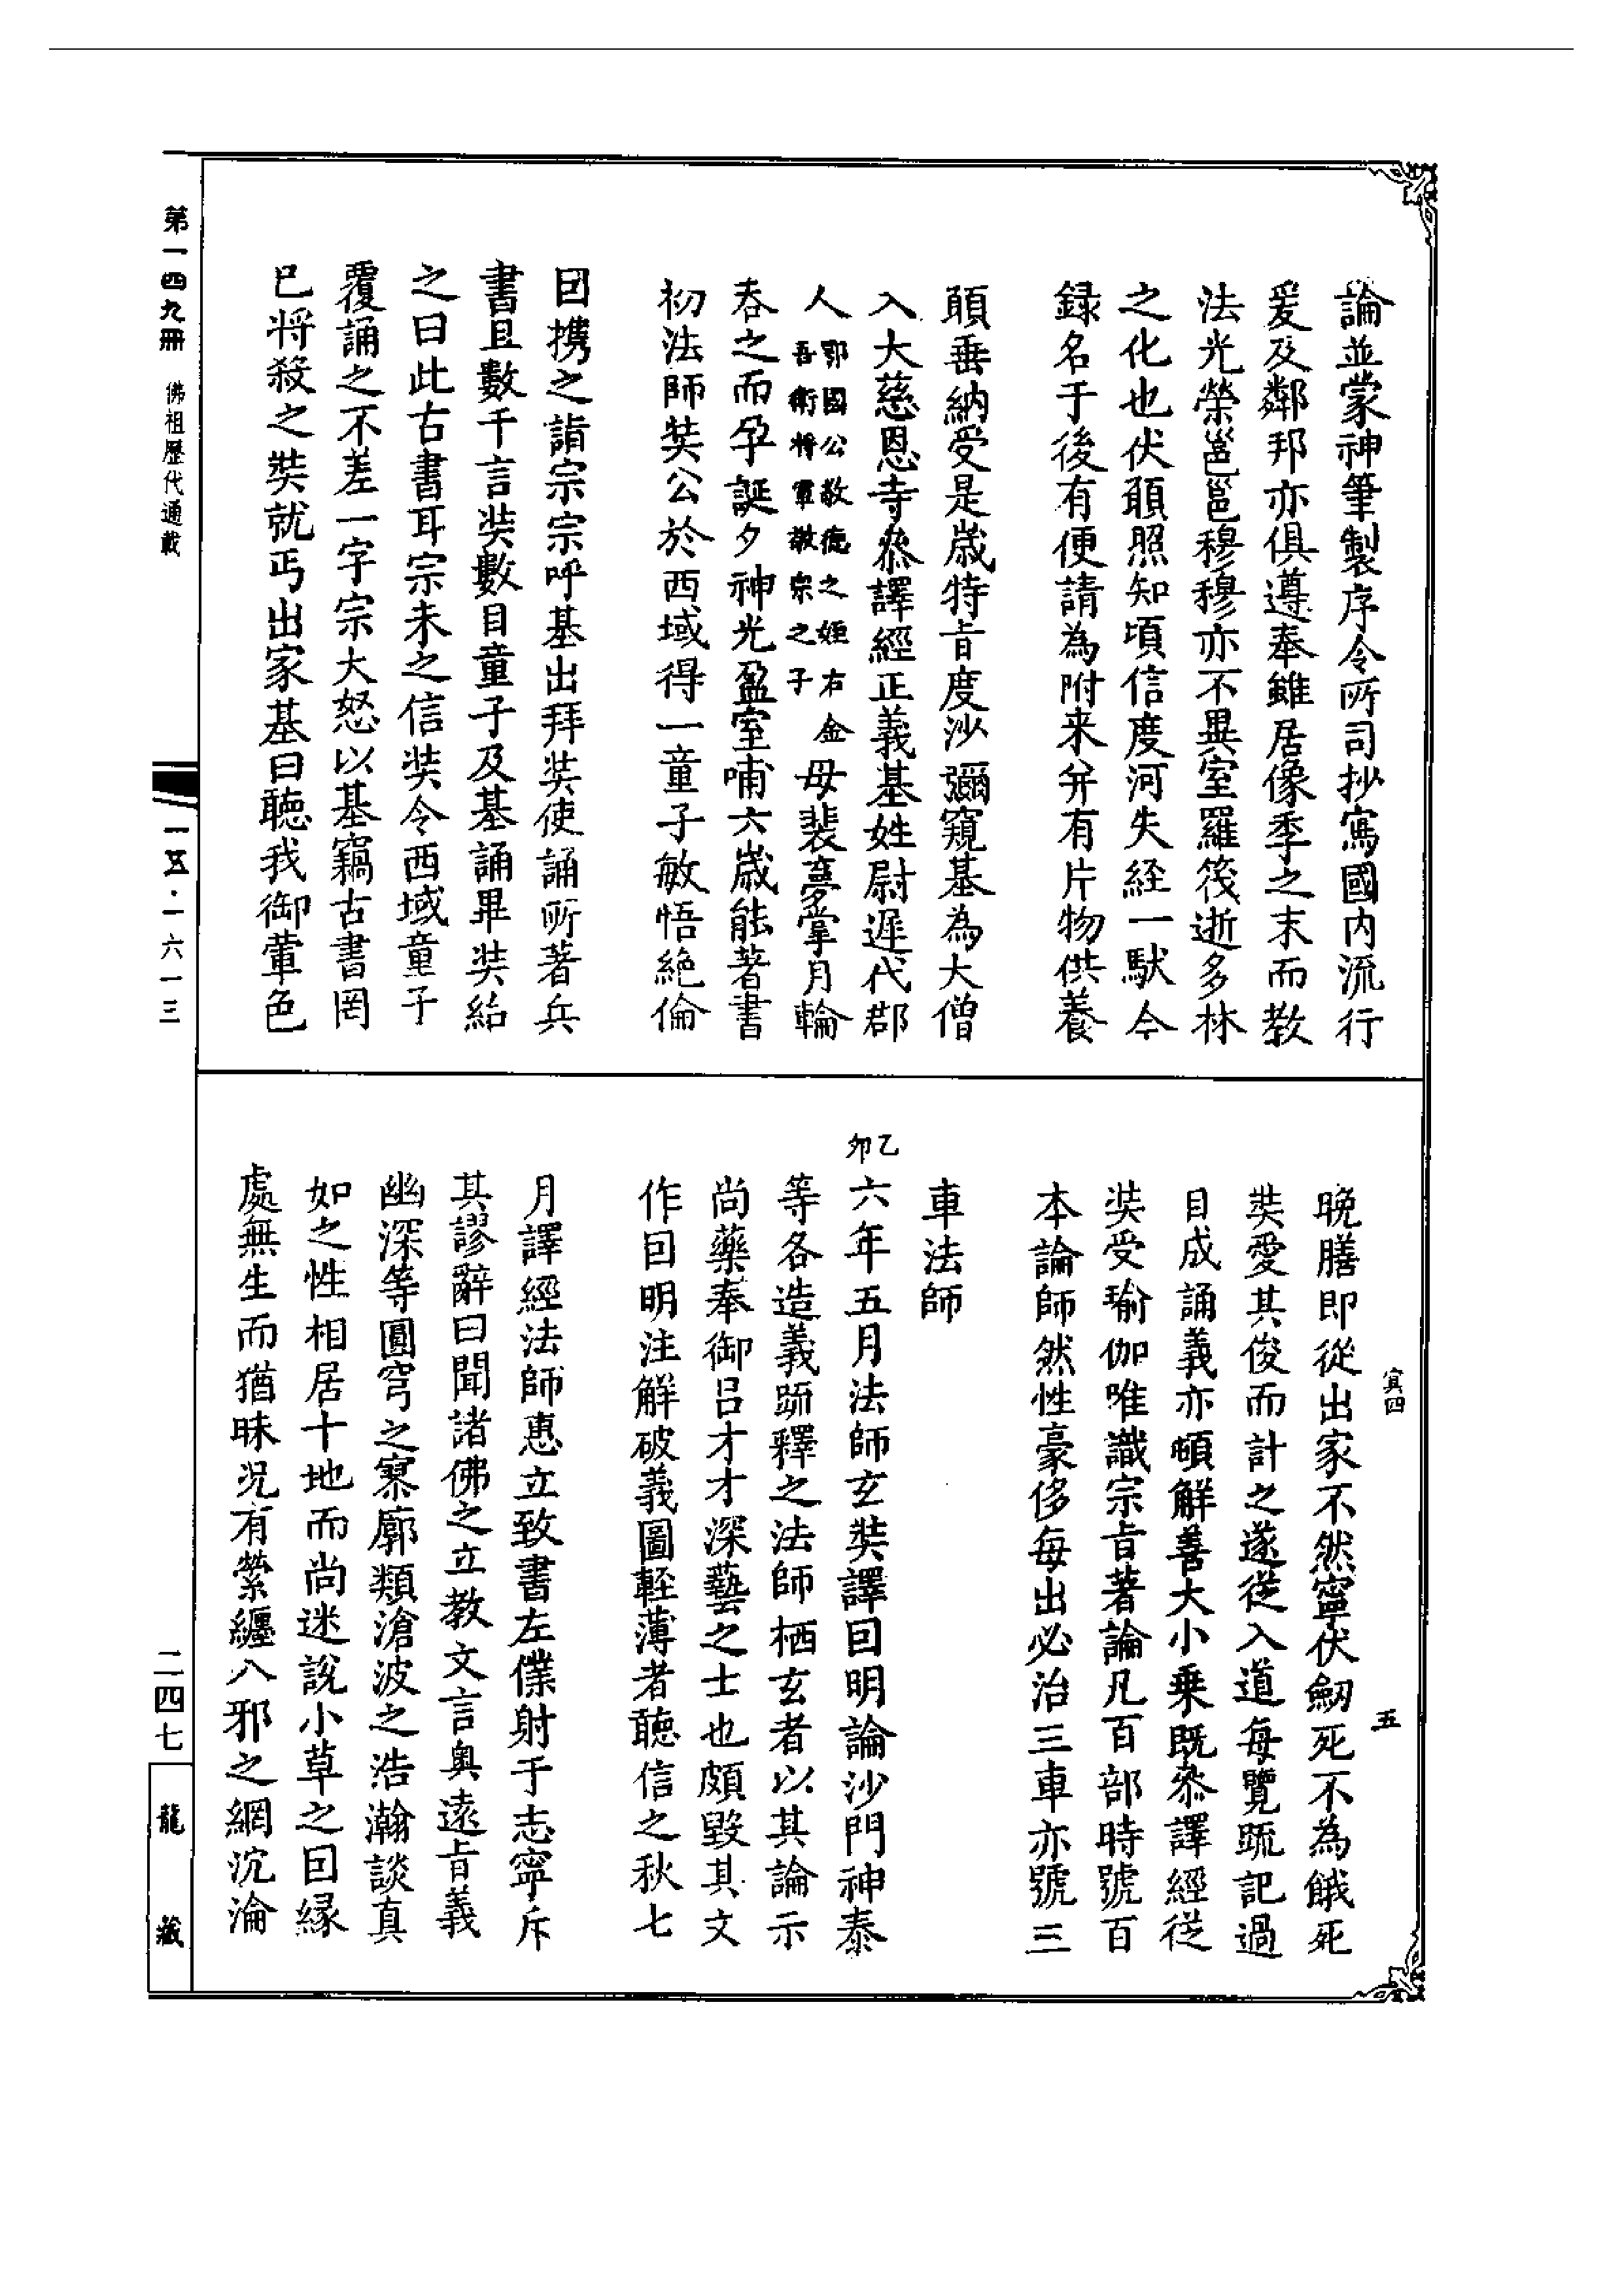 論並蒙神筆製序令所司抄寫國內流行
爰及鄰邦亦俱遵奉雖居像季之末而教
法光榮邕邕穆穆亦不異室羅筏逝多林
之化也伏願照知頃信度河失経一馱今
録名于後有便請為附来弁有片物供養
願垂納受是歳特旨度沙彌窺基為大僧
入大慈恩寺叅譯經正義基姓尉遲代郡
人鄂國公敬德之姪右金
吾衛将軍敬宗之子母裴夢掌月輪
吞之而孕誕夕神光盈室哺六歳能著書
初法師奘公於西域得一童子敏悟絶倫
因携之詣宗宗呼基出拜奘使誦所著兵
書且數千言奘數目童子及基誦畢奘紿
之曰此古書耳宗未之信奘令西域童子
覆誦之不差一字宗大怒以基竊古書罔
已将殺之奘就丐出家基曰聽我御葷色
晚膳即從出家不然寧伏劒死不為餓死
奘愛其俊而計之遂從入道每覽䟽記過
目成誦義亦頓解善大小乗既叅譯經従
奘受瑜伽唯識宗旨著論凡百部時號百
本論師然性豪侈每出必治三車亦號三
車法師
乙卯六年五月法師玄奘譯因明論沙門神泰
等各造義䟽釋之法師栖玄者以其論示
尚藥奉御吕才才深藝之士也頗毀其文
作因明注解破義圖輊薄者聽信之秋七
月譯經法師惠立致書左僕射于志寧斥
其謬辭曰聞諸佛之立教文言奧遠旨義
幽深等圓穹之寥廓類滄波之浩瀚談真
如之性相居十地而尚迷說小草之因縁
處無生而猶昧况有縈纏八邪之網沉淪
寘四
五
第一四九冊 佛祖歷代通載
一五·一六一三
二四七
龍藏